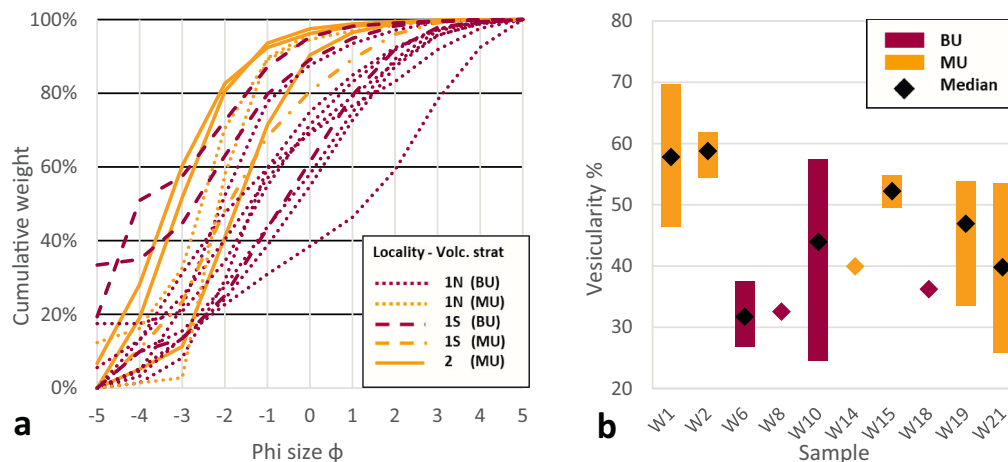 100%
80%
60%
40%
20%
0%
Cumulative weight
-5 -4 -3 -2 -1 0 1 2 3 4 5
Phi size ϕ
a
Locality - Volc. strat
1N (BU)
1N (MU)
1S (BU)
1S (MU)
2 (MU)
80
70
60
50
40
30
20
Vesicularity %
W1 W2 W6 W8 W10 W14 W15 W18 W19 W21
Sample
b
BU
MU
Median